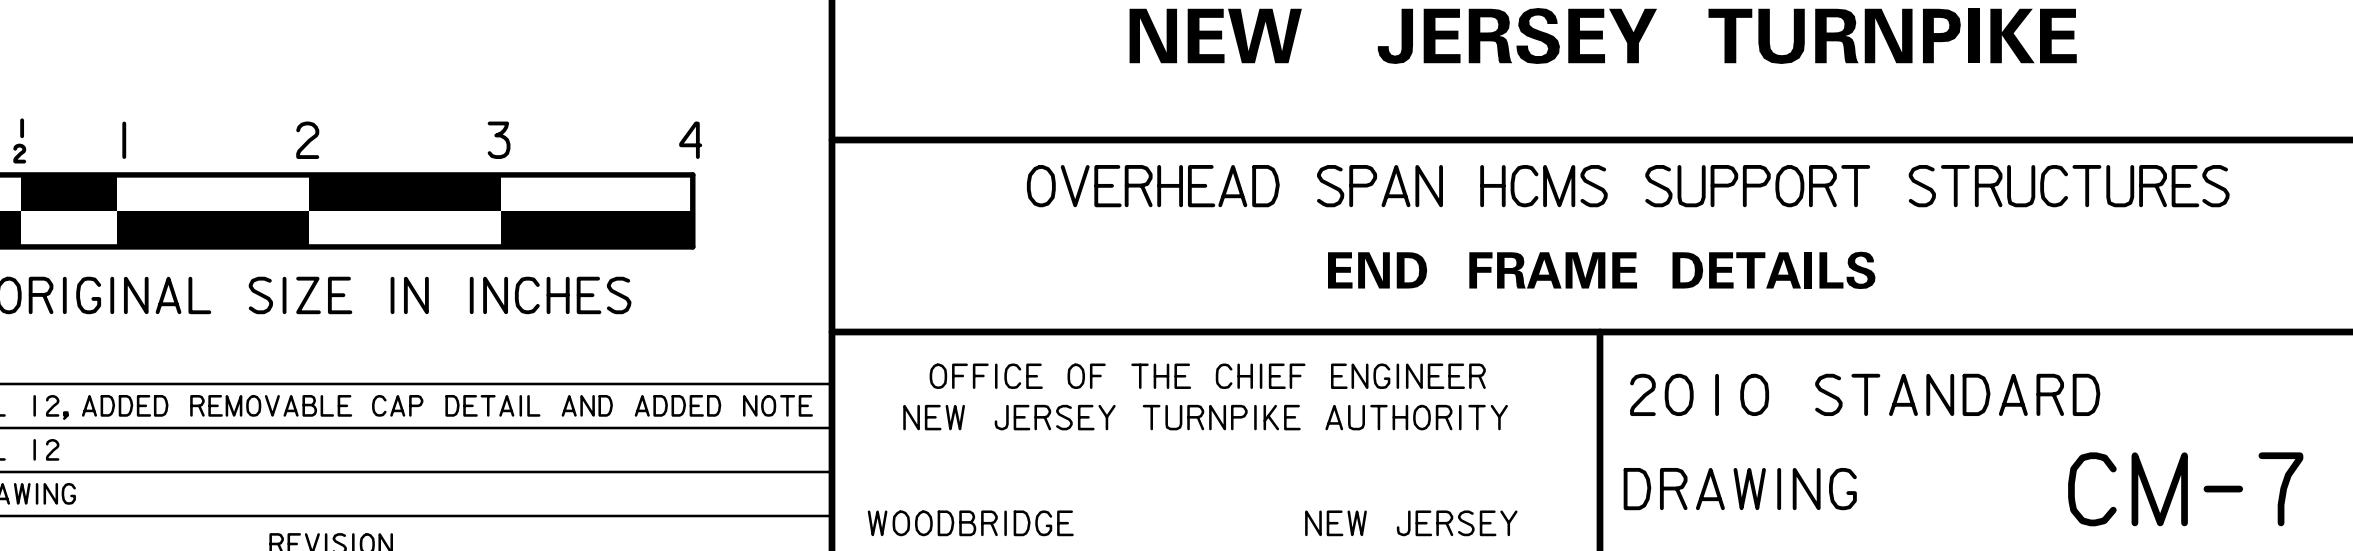 NEW JERSEY TURNPIKE
1/2 1 2 3 4
OVERHEAD SPAN HCMS SUPPORT STRUCTURES
END FRAME DETAILS
ORIGINAL SIZE IN INCHES
12, ADDED REMOVABLE CAP DETAIL AND ADDED NOTE
12
REVISION
OFFICE OF THE CHIEF ENGINEER
NEW JERSEY TURNPIKE AUTHORITY
WOODBRIDGE NEW JERSEY
2010 STANDARD
DRAWING CM-7